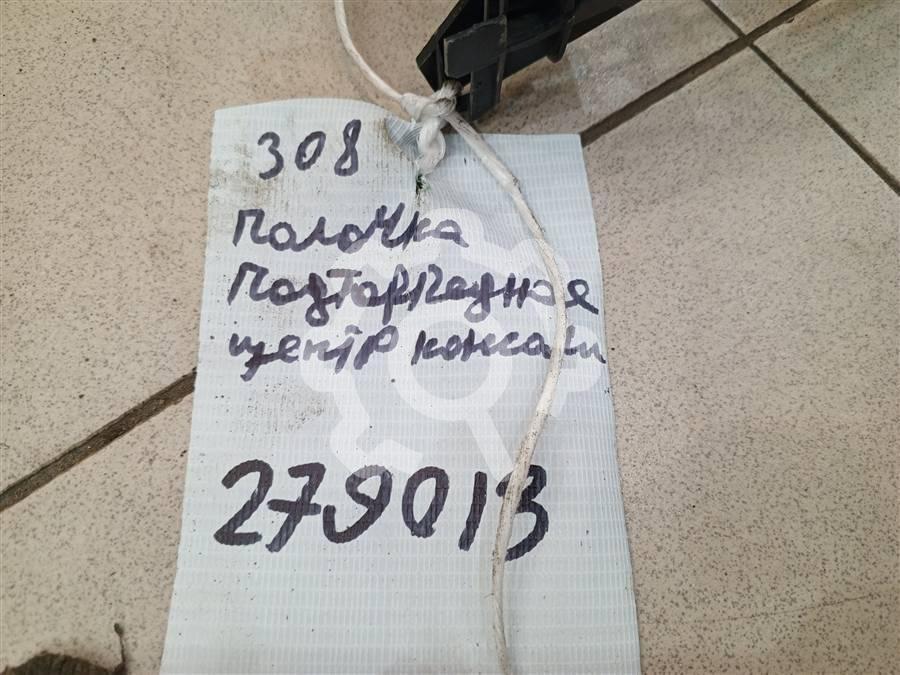 308
Полочка
Подторпедная
центр консоли
279013